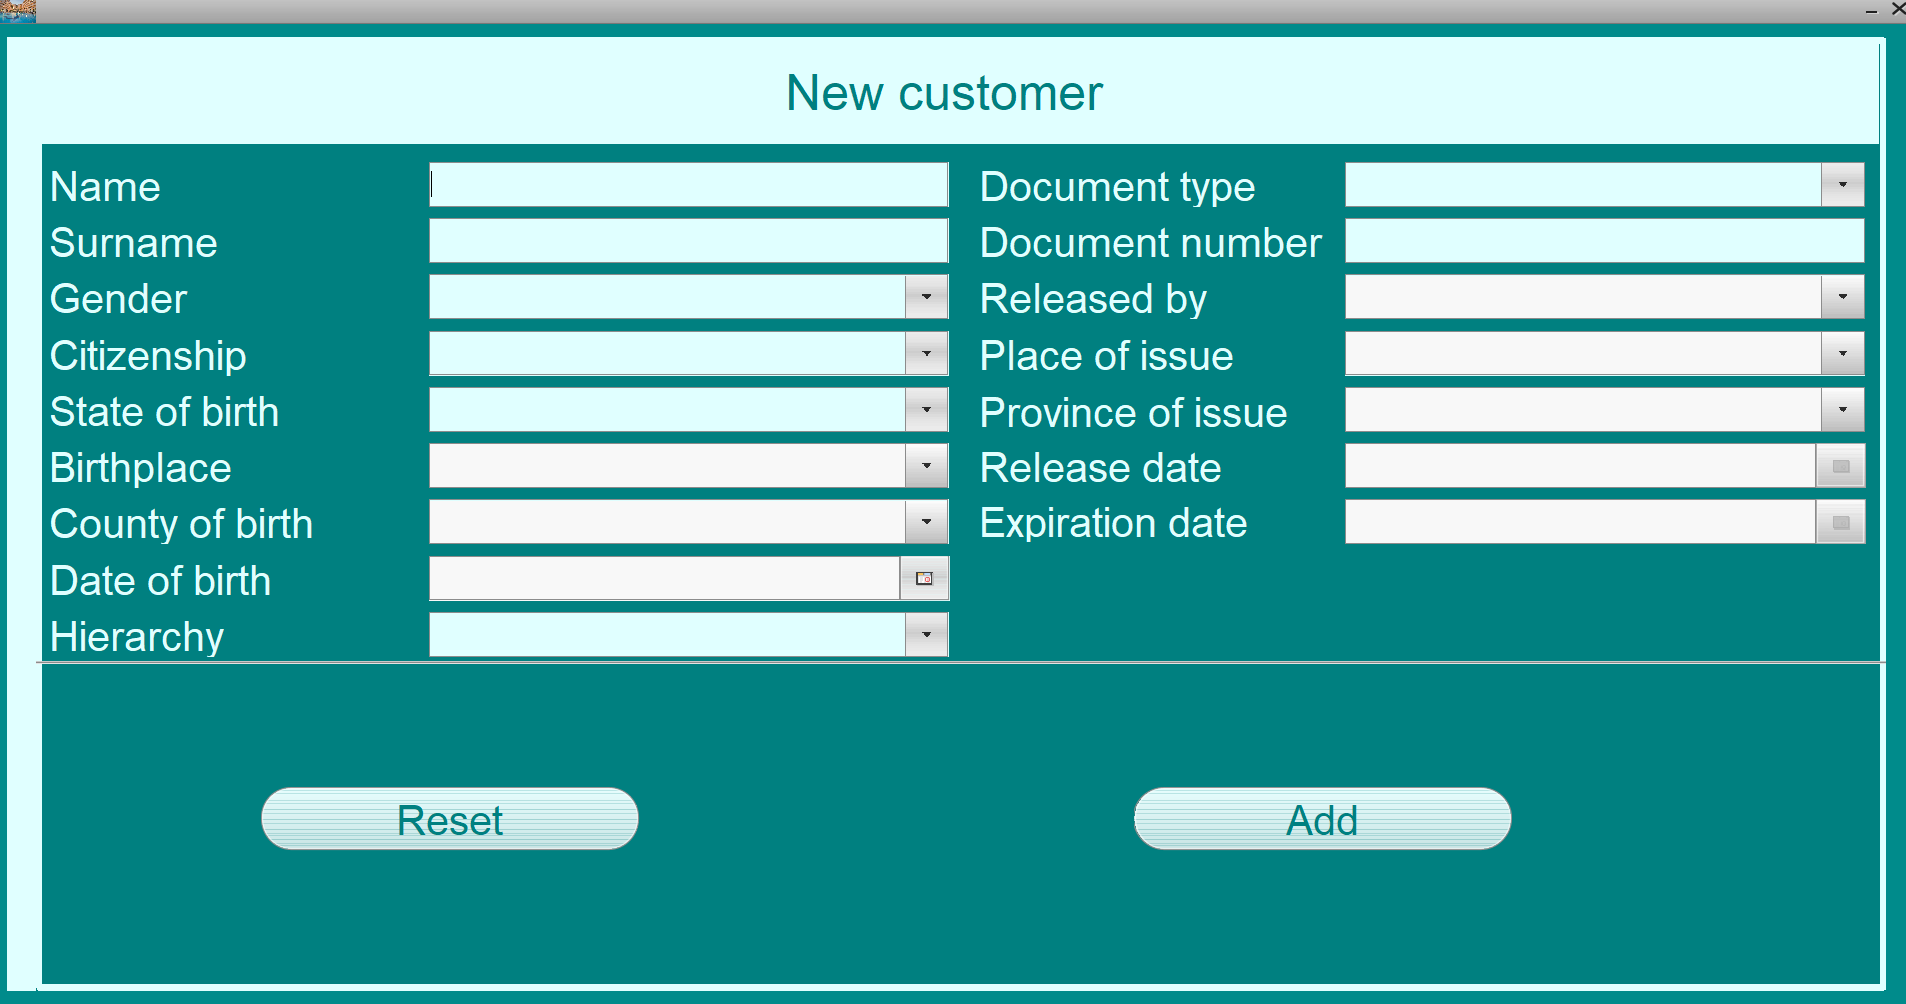 New customer
Name
Surname
Gender
Citizenship
State of birth
Birthplace
County of birth
Date of birth
Hierarchy
Document type
Document number
Released by
Place of issue
Province of issue
Release date
Expiration date
Reset
Add